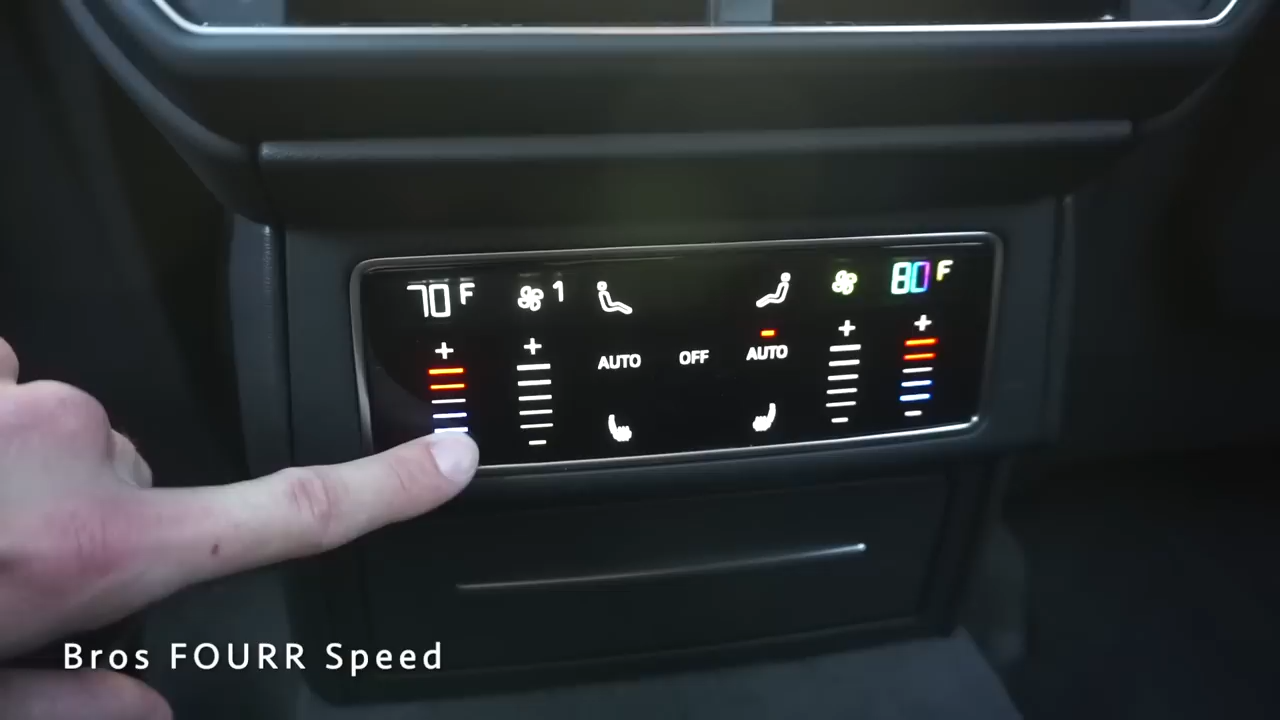 70 F 1 80 F
+ + + +
AUTO OFF AUTO
Bros FOURR Speed